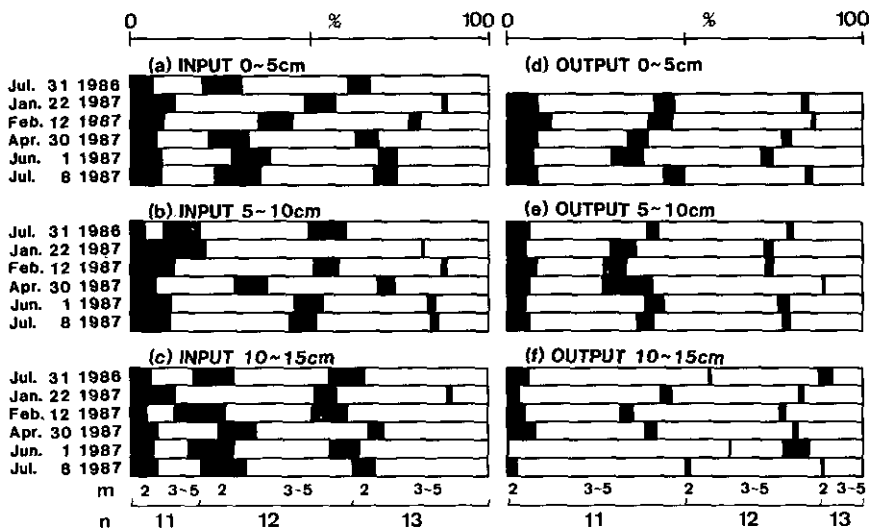 0 % 100 0 % 100
(a) INPUT 0~5cm (d) OUTPUT 0~5cm
Jul. 31 1986
Jan. 22 1987
Feb. 12 1987
Apr. 30 1987
Jun. 1 1987
Jul. 8 1987
(b) INPUT 5~10cm (e) OUTPUT 5~10cm
Jul. 31 1986
Jan. 22 1987
Feb. 12 1987
Apr. 30 1987
Jun. 1 1987
Jul. 8 1987
(c) INPUT 10~15cm (f) OUTPUT 10~15cm
Jul. 31 1986
Jan. 22 1987
Feb. 12 1987
Apr. 30 1987
Jun. 1 1987
Jul. 8 1987
m 2 3~5 2 3~5 2 3~5 2 3~5 2 3~5 2 3~5
n 11 12 13 11 12 13